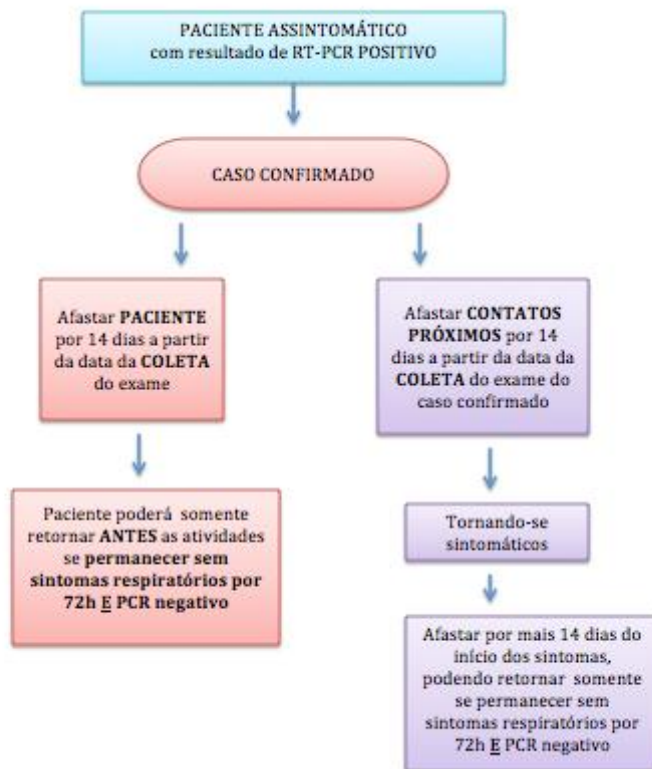 PACIENTE ASSINTOMÁTICO
com resultado de RT-PCR POSITIVO
CASO CONFIRMADO
Afastar PACIENTE
por 14 dias a partir
da data da COLETA
do exame
Paciente poderá somente
retornar ANTES as atividades
se permanecer sem
sintomas respiratórios por
72h E PCR negativo
Afastar CONTATOS
PRÓXIMOS por 14
dias a partir da data da
COLETA do exame do
caso confirmado
Tornando-se
sintomáticos
Afastar por mais 14 dias do
início dos sintomas,
podendo retornar somente
se permanecer sem
sintomas respiratórios por
72h E PCR negativo